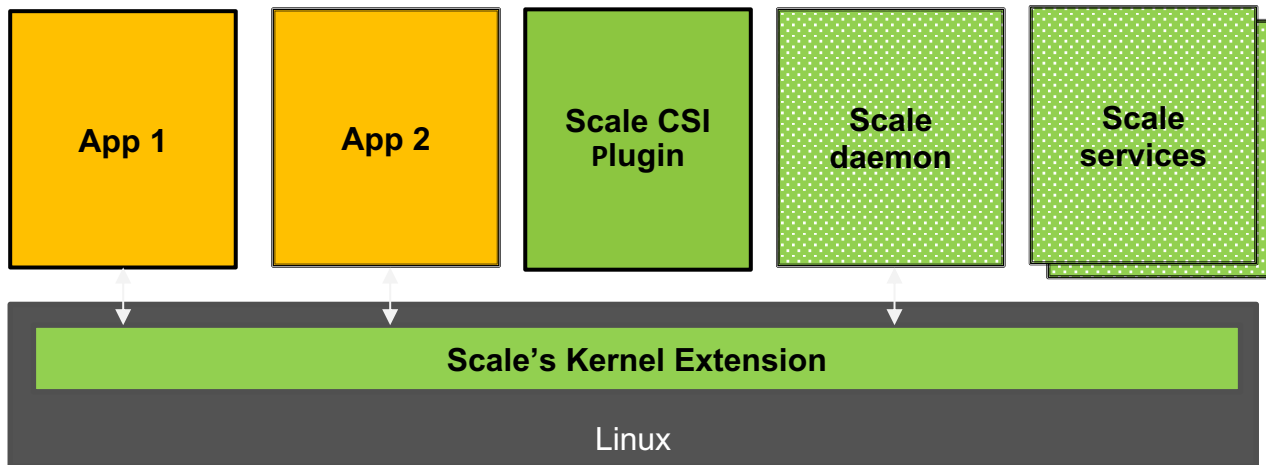 App 1
App 2
Scale CSI
Plugin
Scale
daemon
Scale
services
Scale’s Kernel Extension
Linux